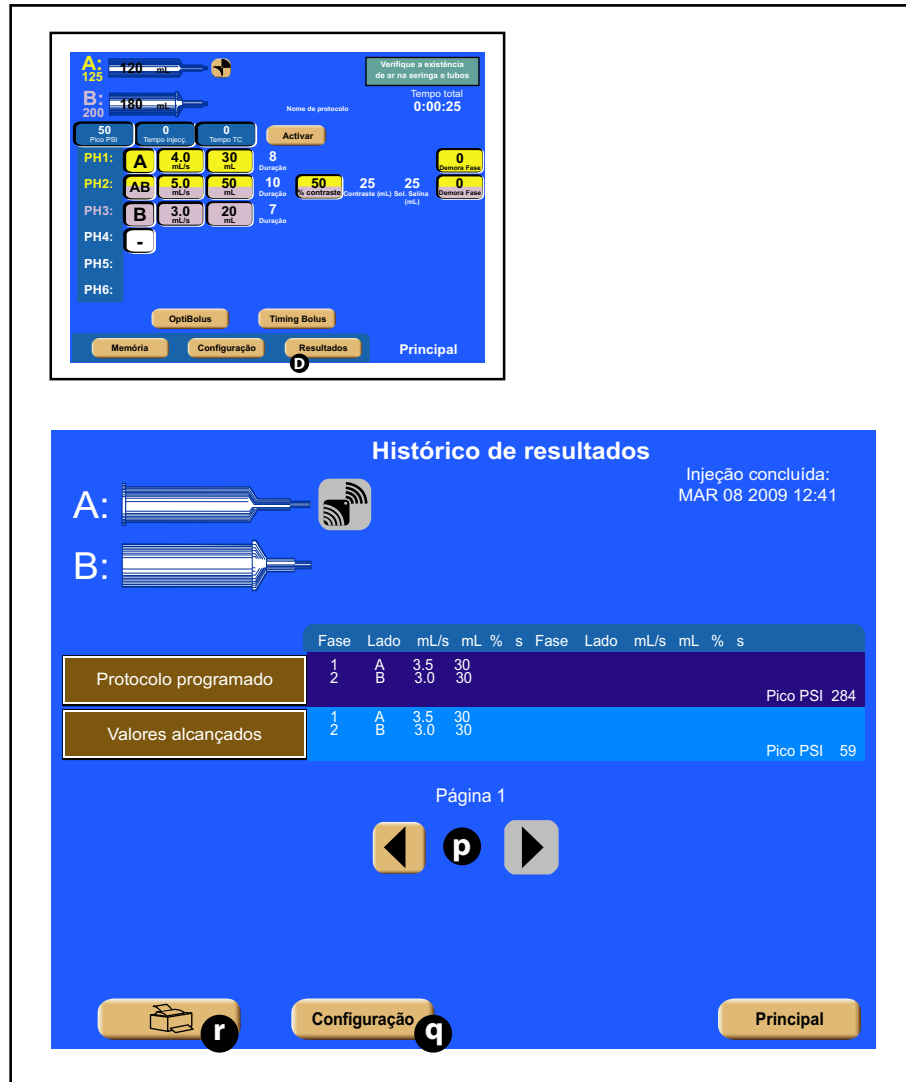 A:
125
120 mL
Verifique a existência
de ar na seringa e tubos
B:
200
180 mL
Nome de protocolo
Tempo total
0:00:25
50
Pico PSI
0
Tempo Injecç.
0
Tempo TC
Activar
PH1: A 4.0 mL/s 30 mL 8 Duração 0 Demora Fase
PH2: AB 5.0 mL/s 50 mL 10 Duração 50 % contraste 25 Contraste (mL) 25 Sol. Salina (mL) 0 Demora Fase
PH3: B 3.0 mL/s 20 mL 7 Duração
PH4: -
PH5:
PH6:
OptiBolus Timing Bolus
Memória Configuração Resultados Principal
D
Histórico de resultados
Injeção concluída:
MAR 08 2009 12:41
A:
B:
Fase Lado mL/s mL % s Fase Lado mL/s mL % s
Protocolo programado
1 A 3.5 30
2 B 3.0 30
Pico PSI 284
Valores alcançados
1 A 3.5 30
2 B 3.0 30
Pico PSI 59
Página 1
p
r
Configuração
q
Principal